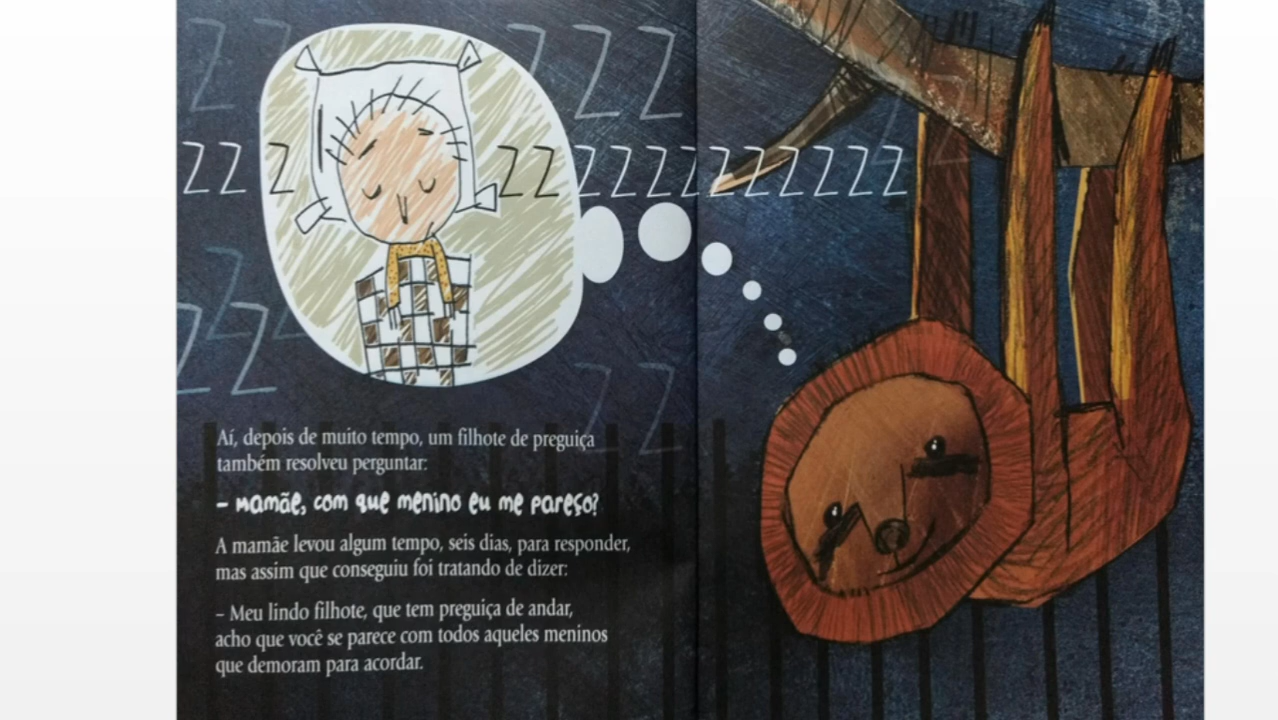 Z Z Z Z
Z Z Z Z Z Z Z Z Z Z Z Z Z Z Z
Z Z Z
Z Z
Z Z
Z Z
Aí, depois de muito tempo, um filhote de preguiça
também resolveu perguntar:
– Mamãe, com que menino eu me pareço?
A mamãe levou algum tempo, seis dias, para responder,
mas assim que conseguiu foi tratando de dizer:
– Meu lindo filhote, que tem preguiça de andar,
acho que você se parece com todos aqueles meninos
que demoram para acordar.